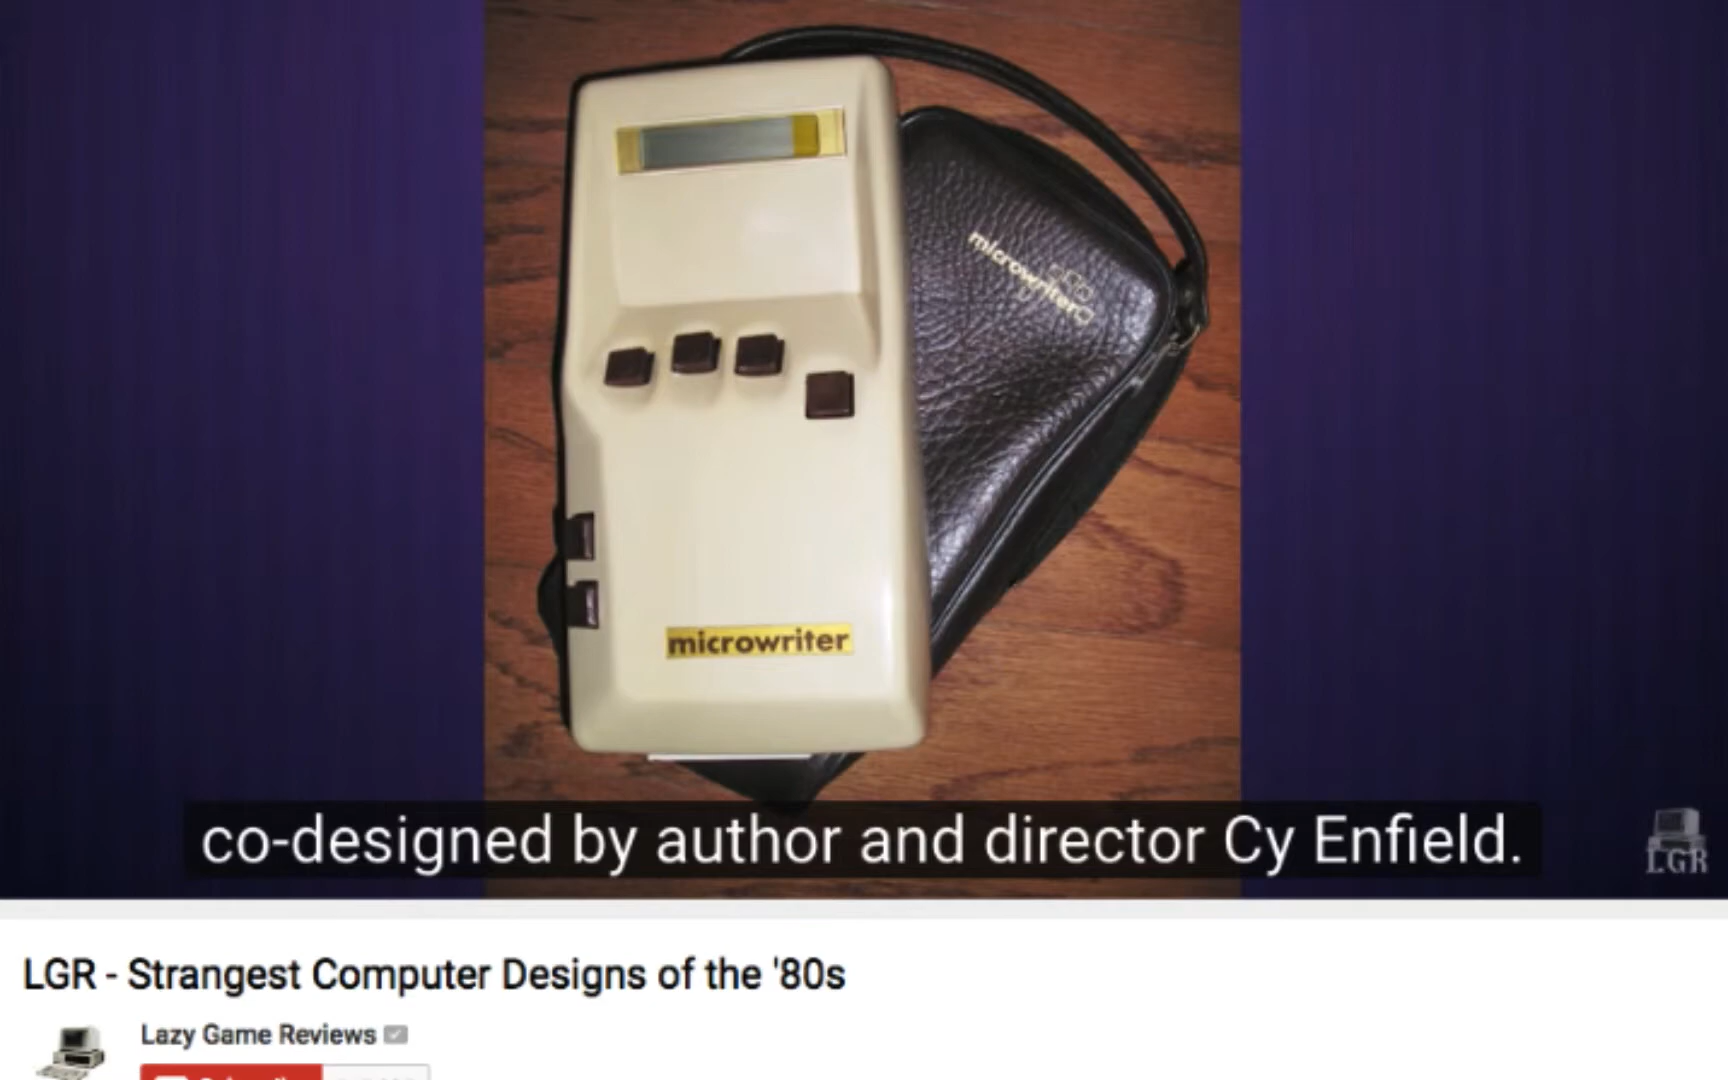 microwriter
microwriter
co-designed by author and director Cy Enfield.
LGR
LGR - Strangest Computer Designs of the '80s
Lazy Game Reviews